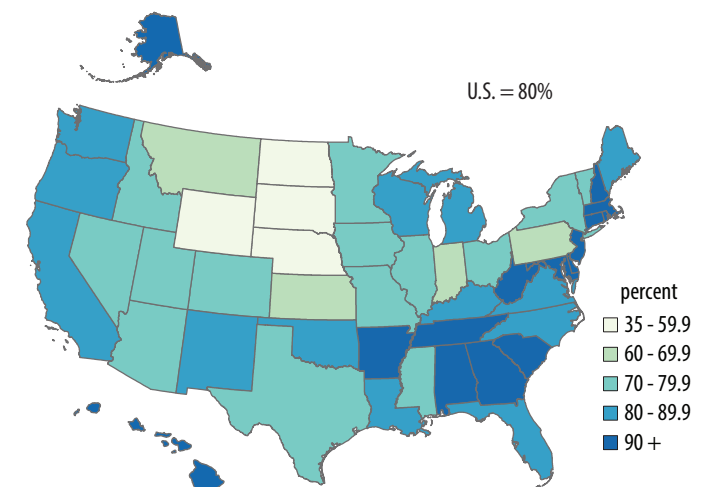 U.S. = 80%
percent
35 - 59.9
60 - 69.9
70 - 79.9
80 - 89.9
90 +